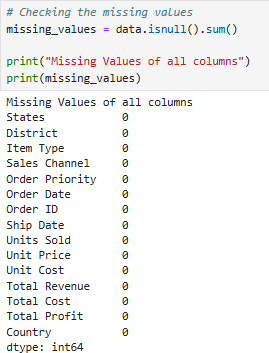 # Checking the missing values
missing_values = data.isnull().sum()
print("Missing Values of all columns")
print(missing_values)
Missing Values of all columns
States 0
District 0
Item Type 0
Sales Channel 0
Order Priority 0
Order Date 0
Order ID 0
Ship Date 0
Units Sold 0
Unit Price 0
Unit Cost 0
Total Revenue 0
Total Cost 0
Total Profit 0
Country 0
dtype: int64